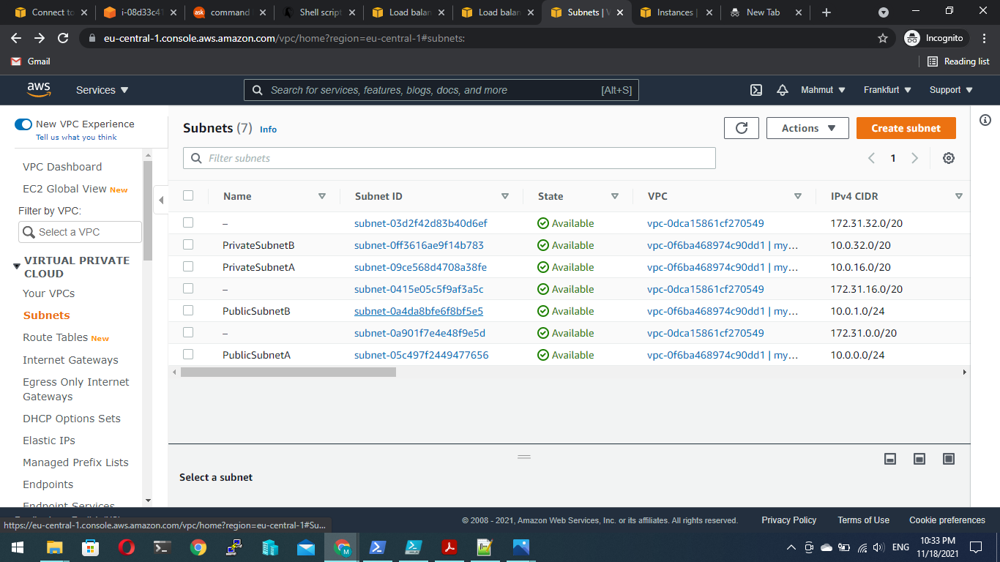 Connect to
i-08d33c41
command
Shell script
Load balan
Load balan
Subnets | V
Instances |
New Tab
eu-central-1.console.aws.amazon.com/vpc/home?region=eu-central-1#subnets:
Incognito
Gmail
Reading list
aws
Services
Search for services, features, blogs, docs, and more
[Alt+S]
Mahmut
Frankfurt
Support
New VPC Experience
Tell us what you think
VPC Dashboard
EC2 Global View New
Filter by VPC:
Select a VPC
VIRTUAL PRIVATE
CLOUD
Your VPCs
Subnets
Route Tables New
Internet Gateways
Egress Only Internet
Gateways
DHCP Options Sets
Elastic IPs
Managed Prefix Lists
Endpoints
Endpoint Services
Subnets (7) Info
Actions
Create subnet
Filter subnets
1
Name Subnet ID State VPC IPv4 CIDR
– subnet-03d2f42d83b40d6ef Available vpc-0dca15861cf270549 172.31.32.0/20
PrivateSubnetB subnet-0ff3616ae9f14b783 Available vpc-0f6ba468974c90dd1 | my… 10.0.32.0/20
PrivateSubnetA subnet-09ce568d4708a38fe Available vpc-0f6ba468974c90dd1 | my… 10.0.16.0/20
– subnet-0415e05c5f9af3a5c Available vpc-0dca15861cf270549 172.31.16.0/20
PublicSubnetB subnet-0a4da8bfe6f8bf5e5 Available vpc-0f6ba468974c90dd1 | my… 10.0.1.0/24
– subnet-0a901f7e4e48f9e5d Available vpc-0dca15861cf270549 172.31.0.0/20
PublicSubnetA subnet-05c497f2449477656 Available vpc-0f6ba468974c90dd1 | my… 10.0.0.0/24
Select a subnet
https://eu-central-1.console.aws.amazon.com/vpc/home?region=eu-central-1#Su...
© 2008 - 2021, Amazon Web Services, Inc. or its affiliates. All rights reserved.
Privacy Policy
Terms of Use
Cookie preferences
ENG
10:33 PM
11/18/2021